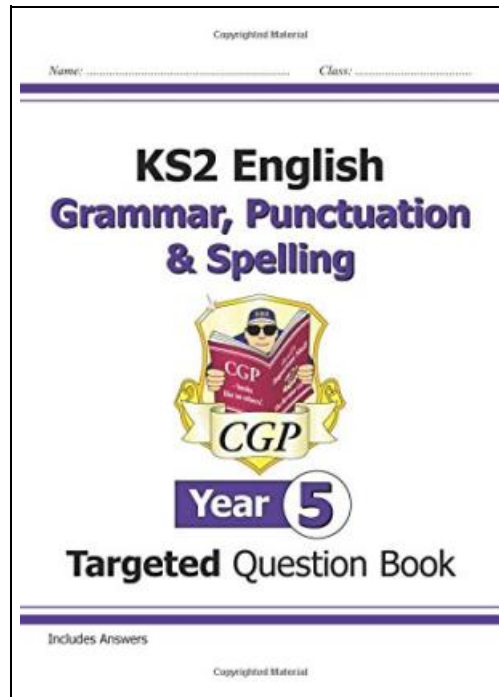 Copyrighted Material
Name: ........................................................ Class: ................................
KS2 English
Grammar, Punctuation
& Spelling
CGP
CGP
Year 5
Targeted Question Book
Includes Answers
Copyrighted Material